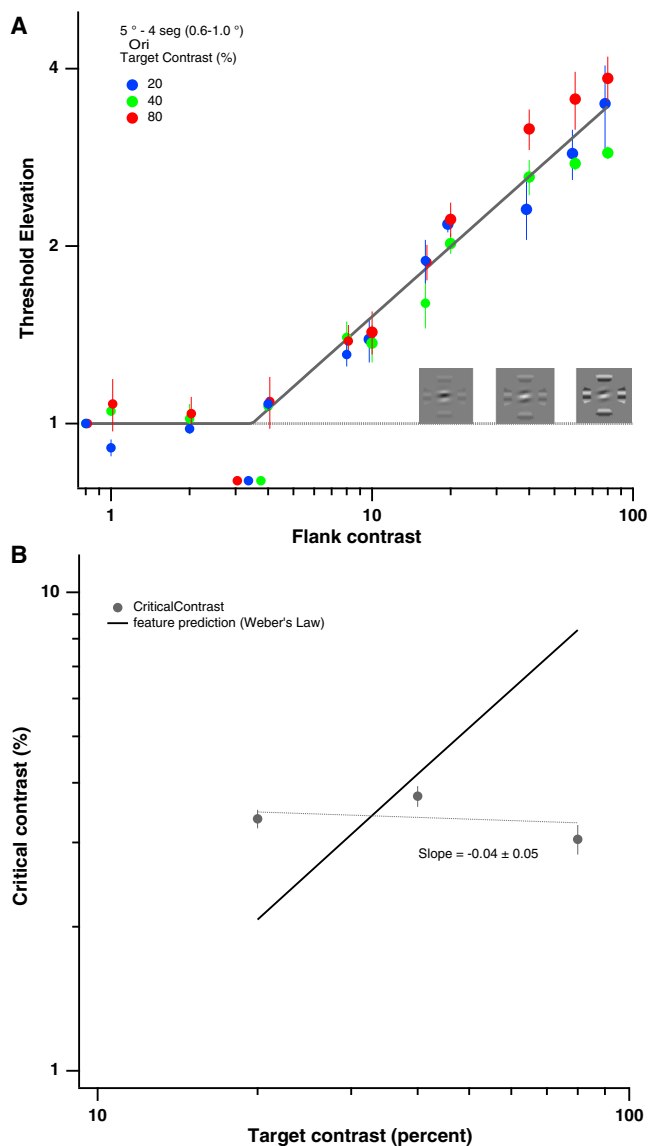 A
5 ° - 4 seg (0.6-1.0 °)
Ori
Target Contrast (%)
20
40
80
4
2
1
Threshold Elevation
1
10
100
Flank contrast
B
10
CriticalContrast
feature prediction (Weber's Law)
Critical contrast (%)
Slope = -0.04 ± 0.05
1
10
100
Target contrast (percent)